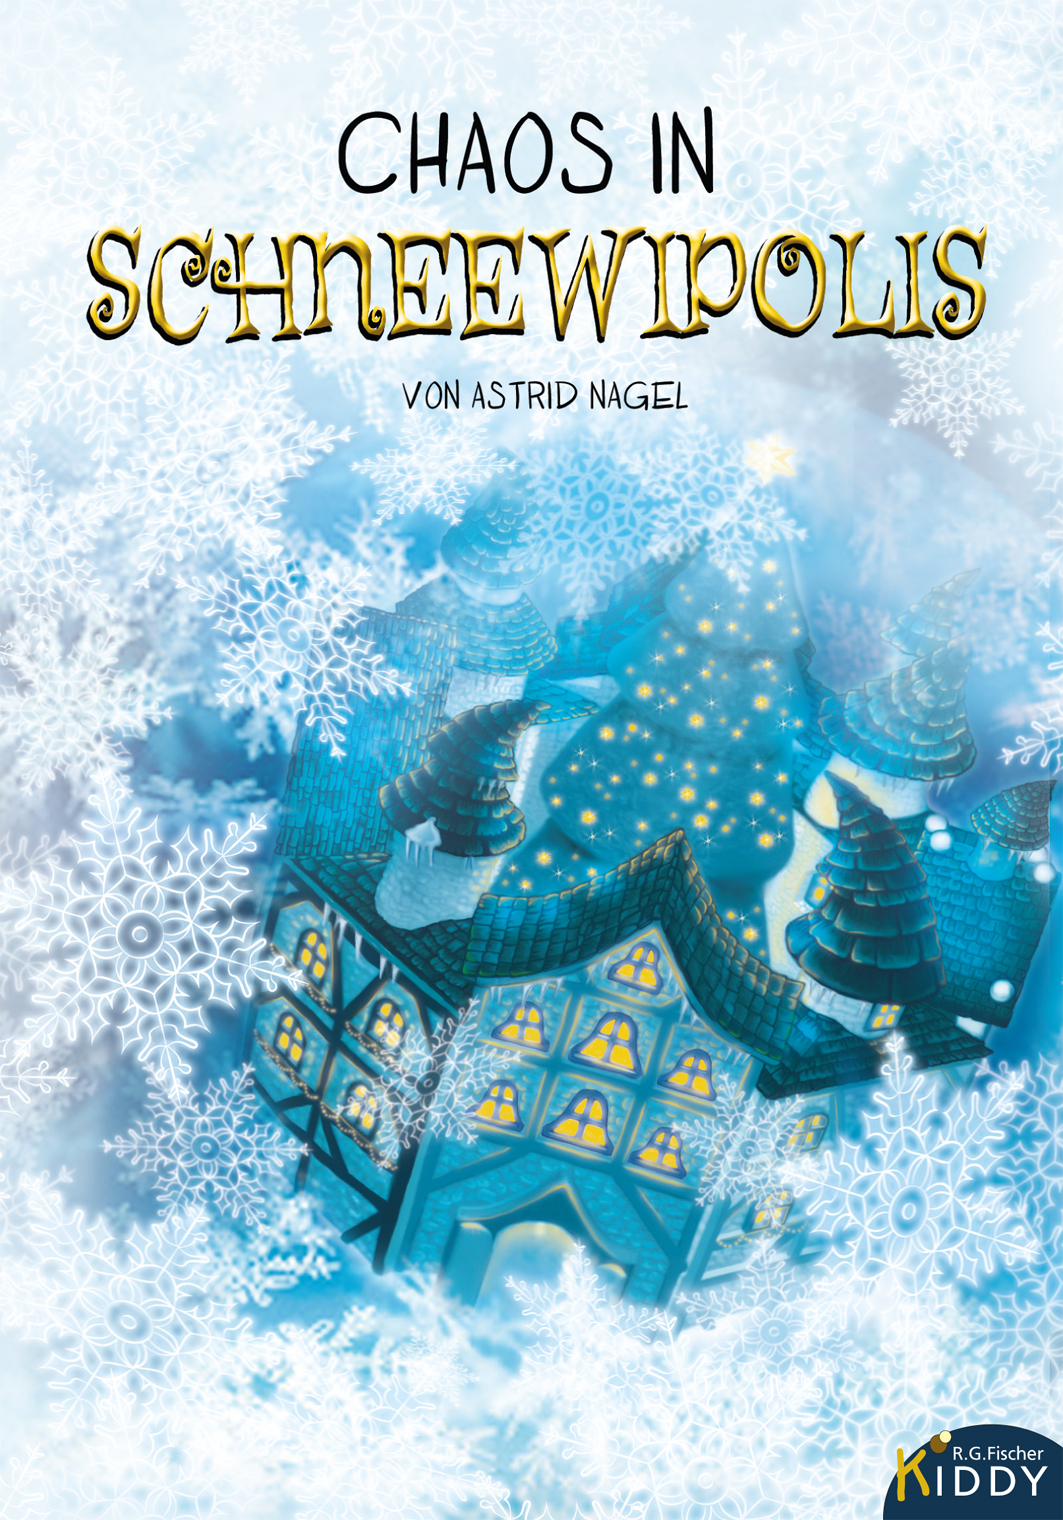 CHAOS IN
SCHNEEWIPOLIS
VON ASTRID NAGEL
R.G.Fischer
KIDDY